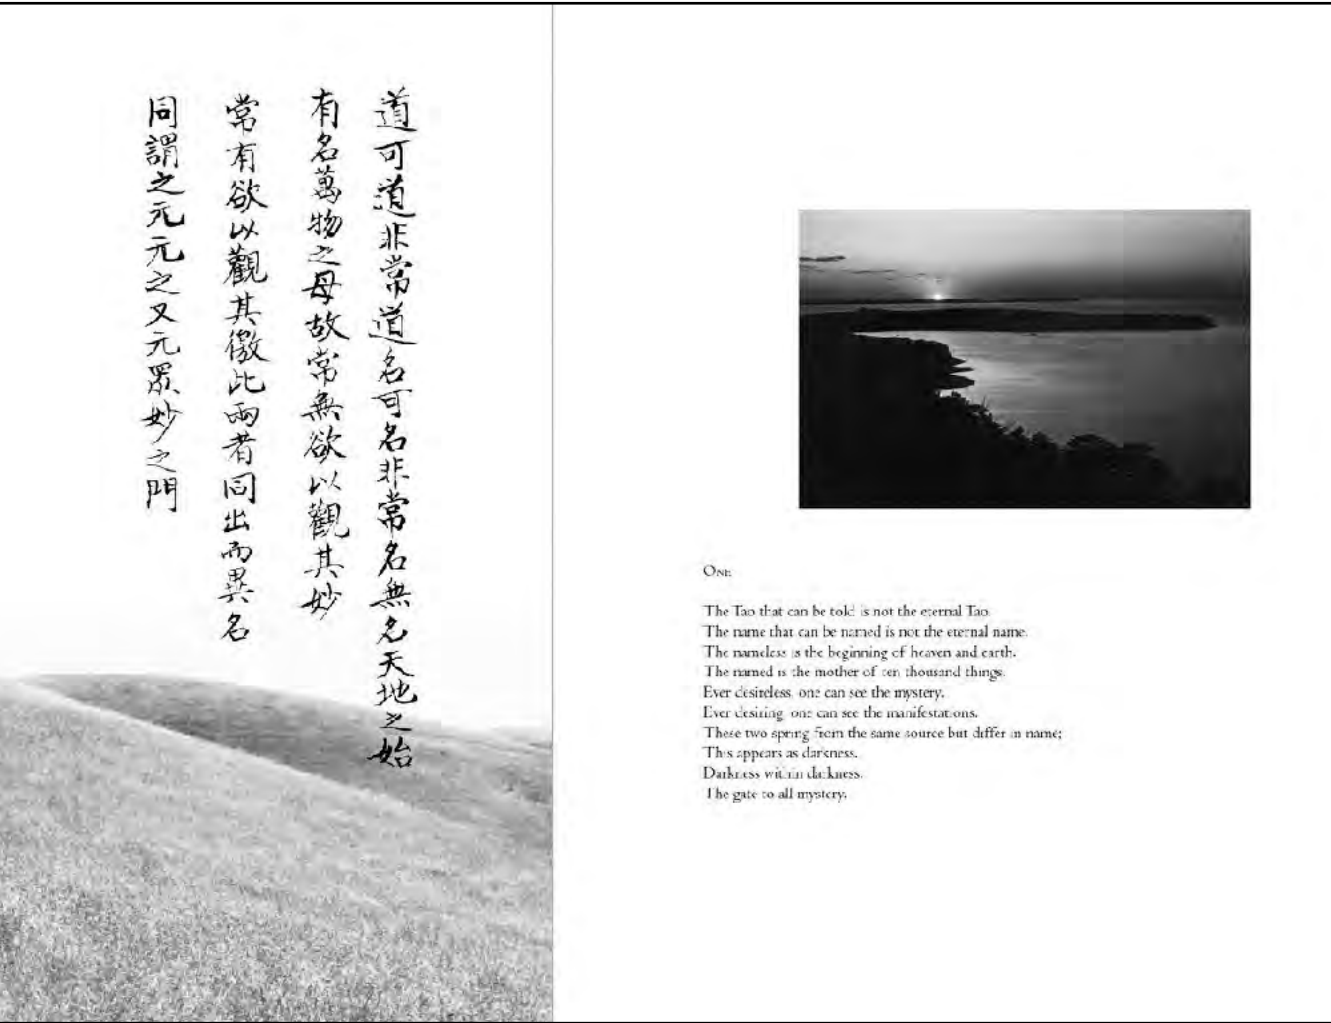 道可道非常道名可名非常名無名天地之始
有名萬物之母故常無欲以觀其妙
常有欲以觀其徼此兩者同出而異名
同謂之元元之又元眾妙之門
ONE
The Tao that can be told is not the eternal Tao.
The name that can be named is not the eternal name.
The nameless is the beginning of heaven and earth.
The named is the mother of ten thousand things.
Ever desireless, one can see the mystery.
Ever desiring, one can see the manifestations.
These two spring from the same source but differ in name;
This appears as darkness.
Darkness within darkness.
The gate to all mystery.